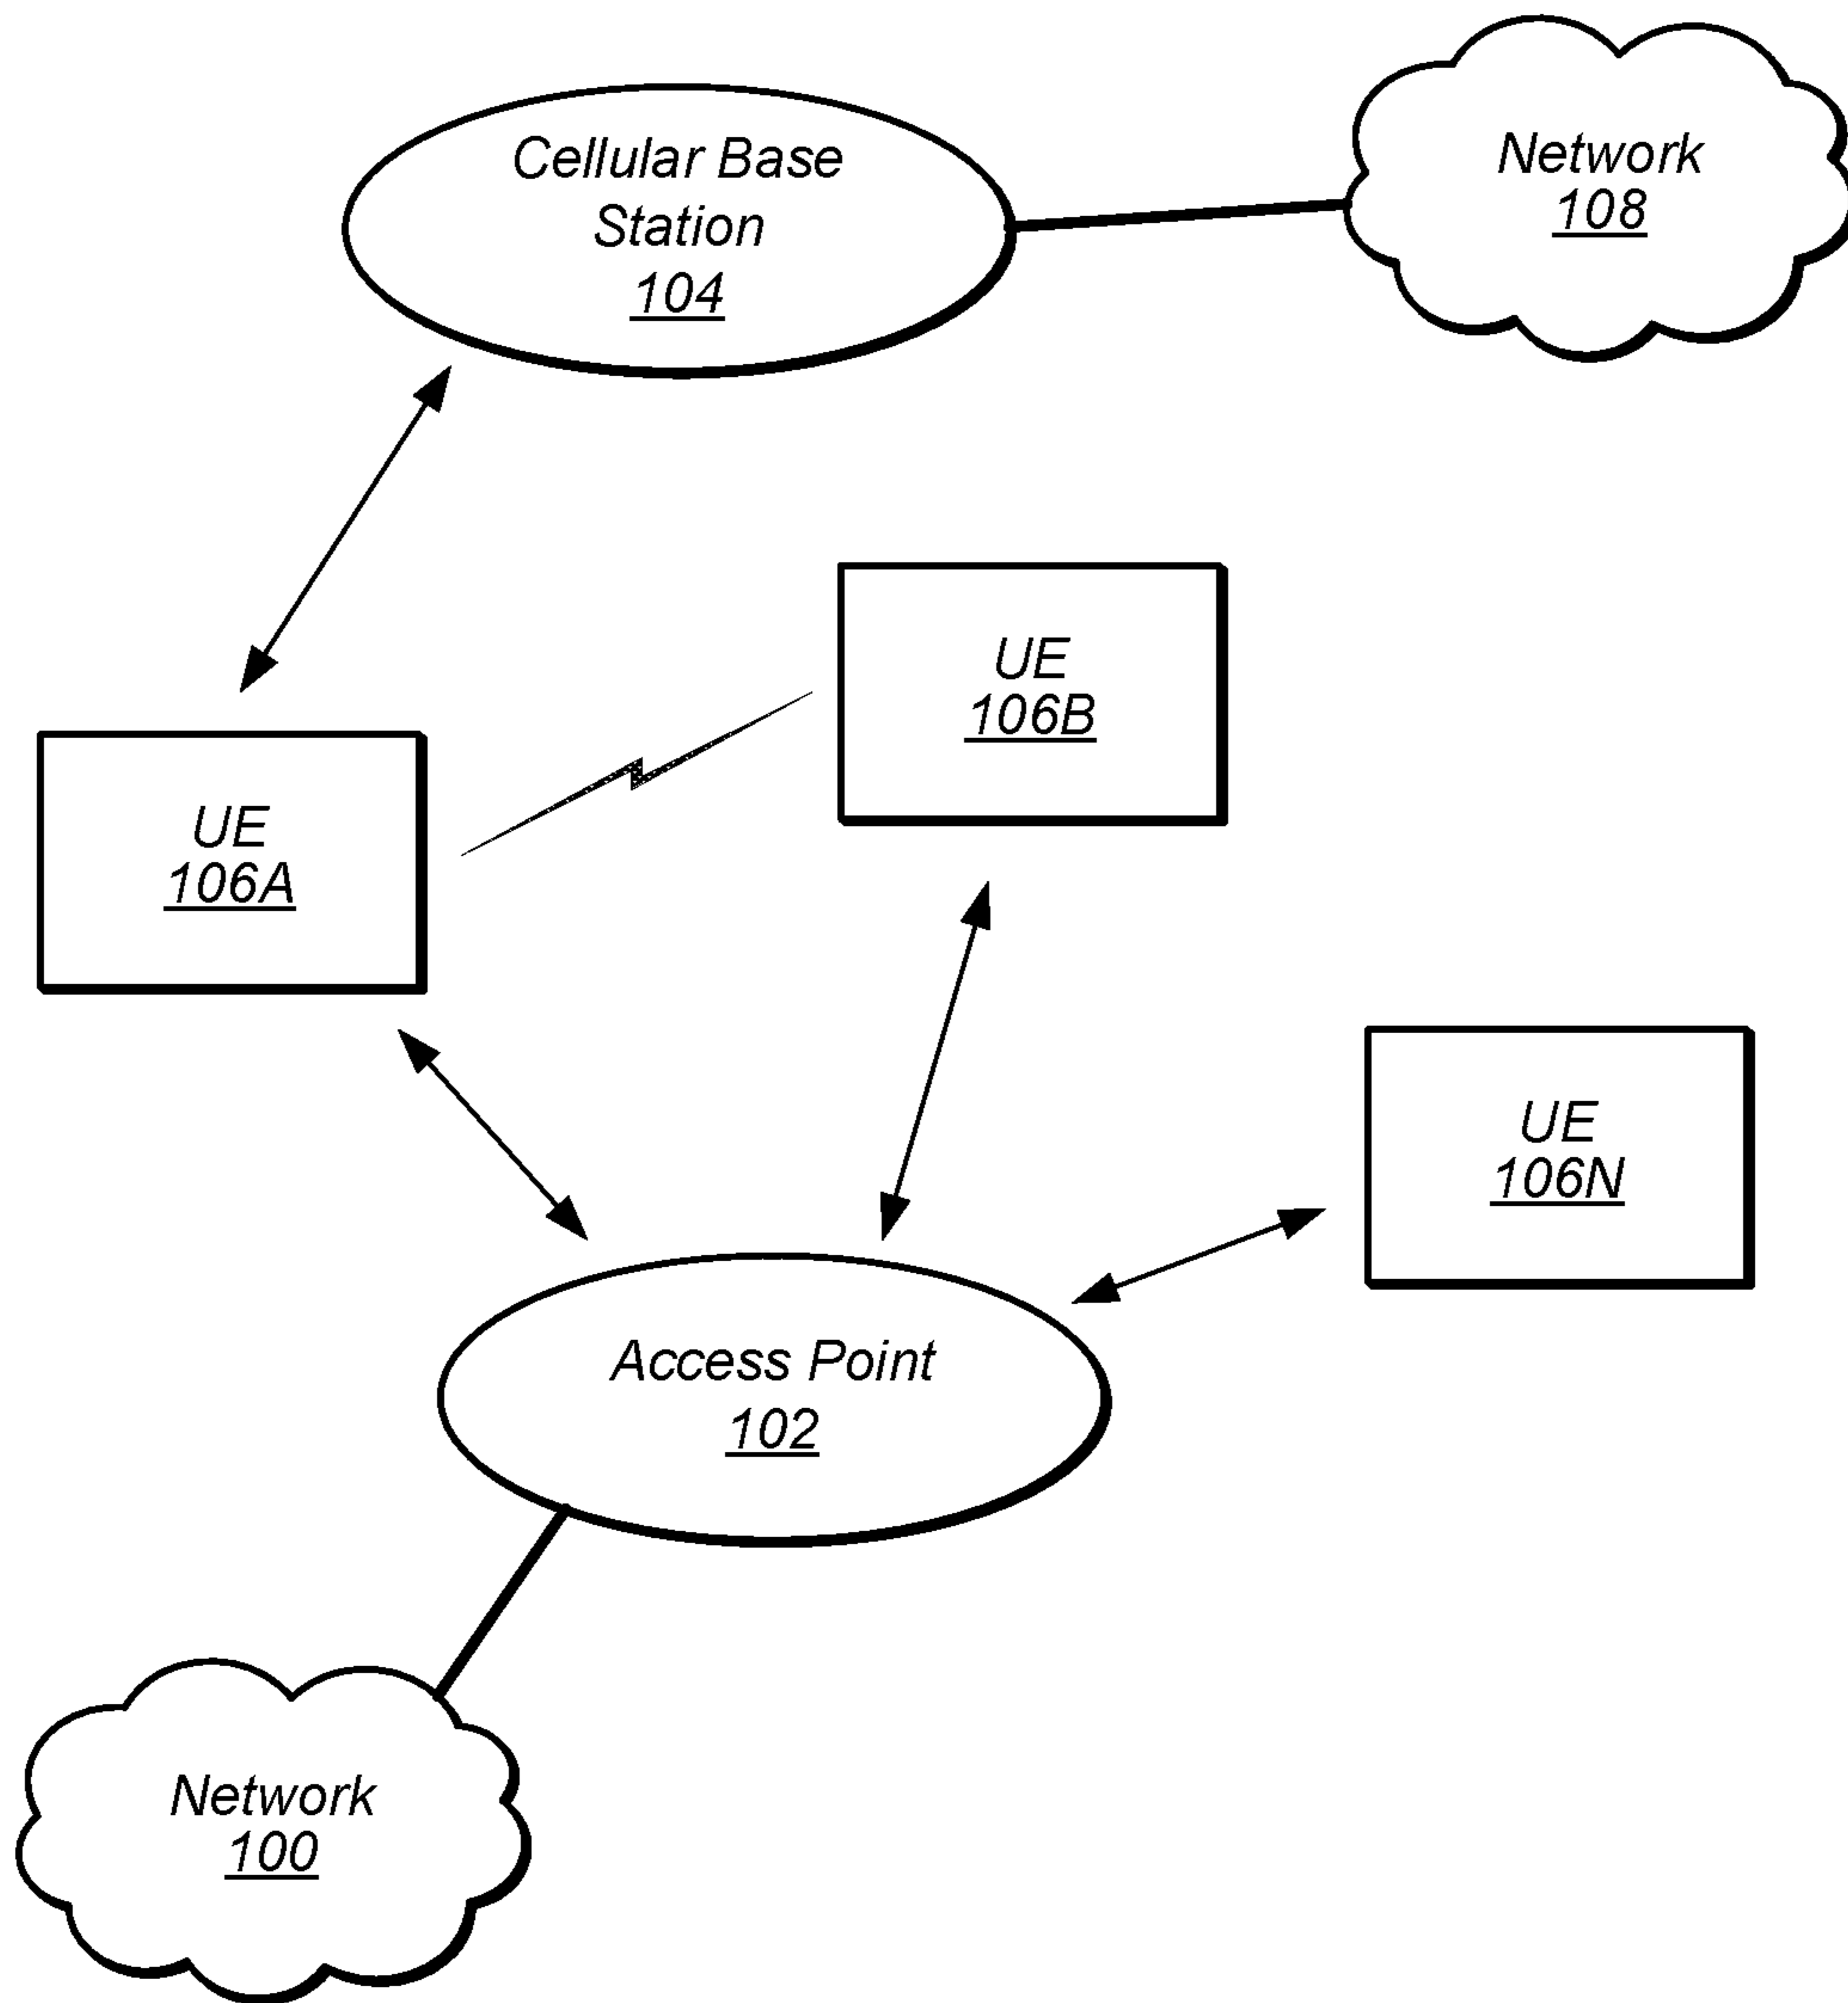 Cellular Base
Station
104
Network
108
UE
106B
UE
106A
UE
106N
Access Point
102
Network
100